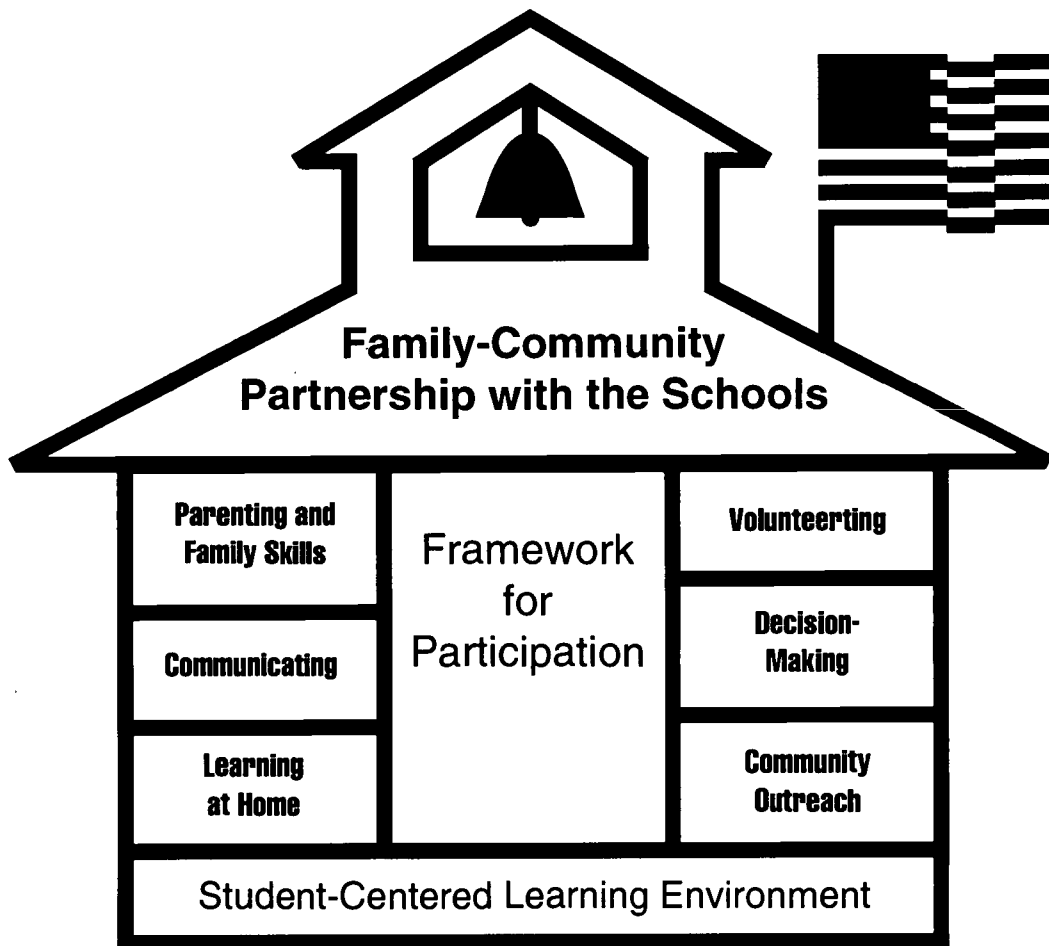 Family-Community
Partnership with the Schools
Parenting and
Family Skills
Communicating
Learning
at Home
Framework
for
Participation
Volunteerting
Decision-
Making
Community
Outreach
Student-Centered Learning Environment